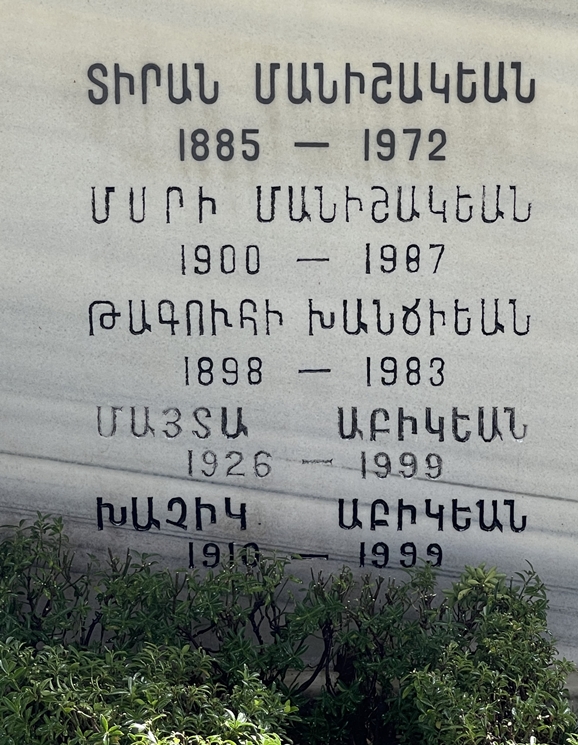 ՏԻՐԱՆ ՄԱՆԻՇԱԿԵԱՆ
1885 — 1972
ՄՍՐԻ ՄԱՆԻՇԱԿԵԱՆ
1900 — 1987
ԹԱԳՈՒՀԻ ԽԱՆՃԻԵԱՆ
1898 — 1983
ՄԱՅՏԱ ԱԲԻԿԵԱՆ
1926 — 1999
ԽԱՉԻԿ ԱԲԻԿԵԱՆ
1910 — 1999